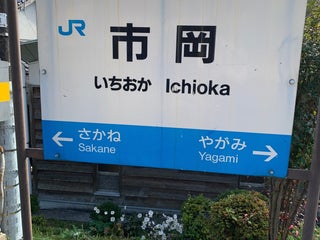 JR 市岡
いちおか Ichioka
← さかね やがみ →
Sakane Yagami